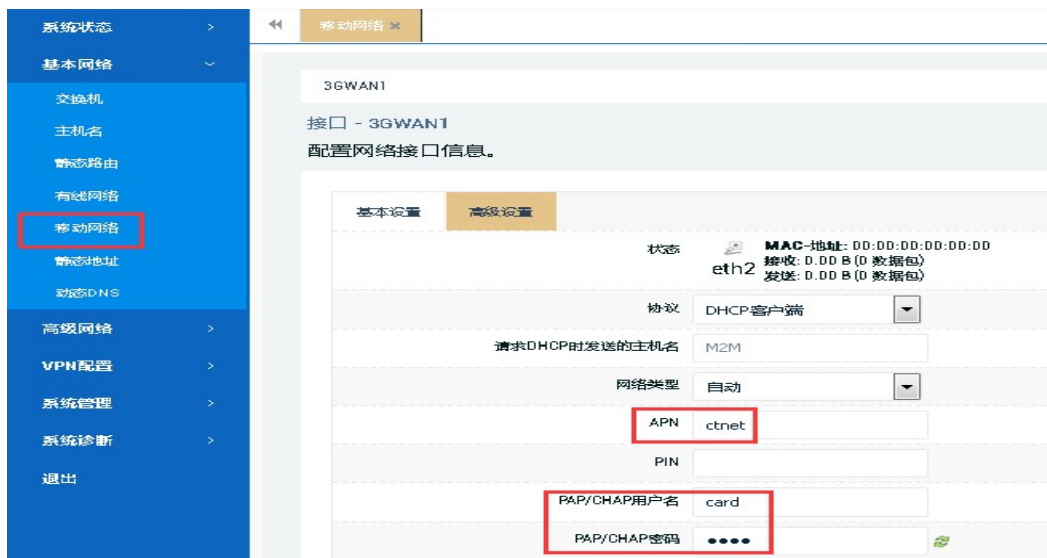 系统状态
移动网络
基本网络
交换机
主机名
静态路由
有线网络
移动网络
静态地址
动态DNS
高级网络
VPN配置
系统管理
系统诊断
退出
3GWAN1
接口 - 3GWAN1
配置网络接口信息。
基本设置 高级设置
状态
MAC-地址: 00:00:00:00:00:00
eth2
接收: 0.00 B (0 数据包)
发送: 0.00 B (0 数据包)
协议 DHCP客户端
请求DHCP时发送的主机名 M2M
网络类型 自动
APN ctnet
PIN
PAP/CHAP用户名 card
PAP/CHAP密码 ●●●●